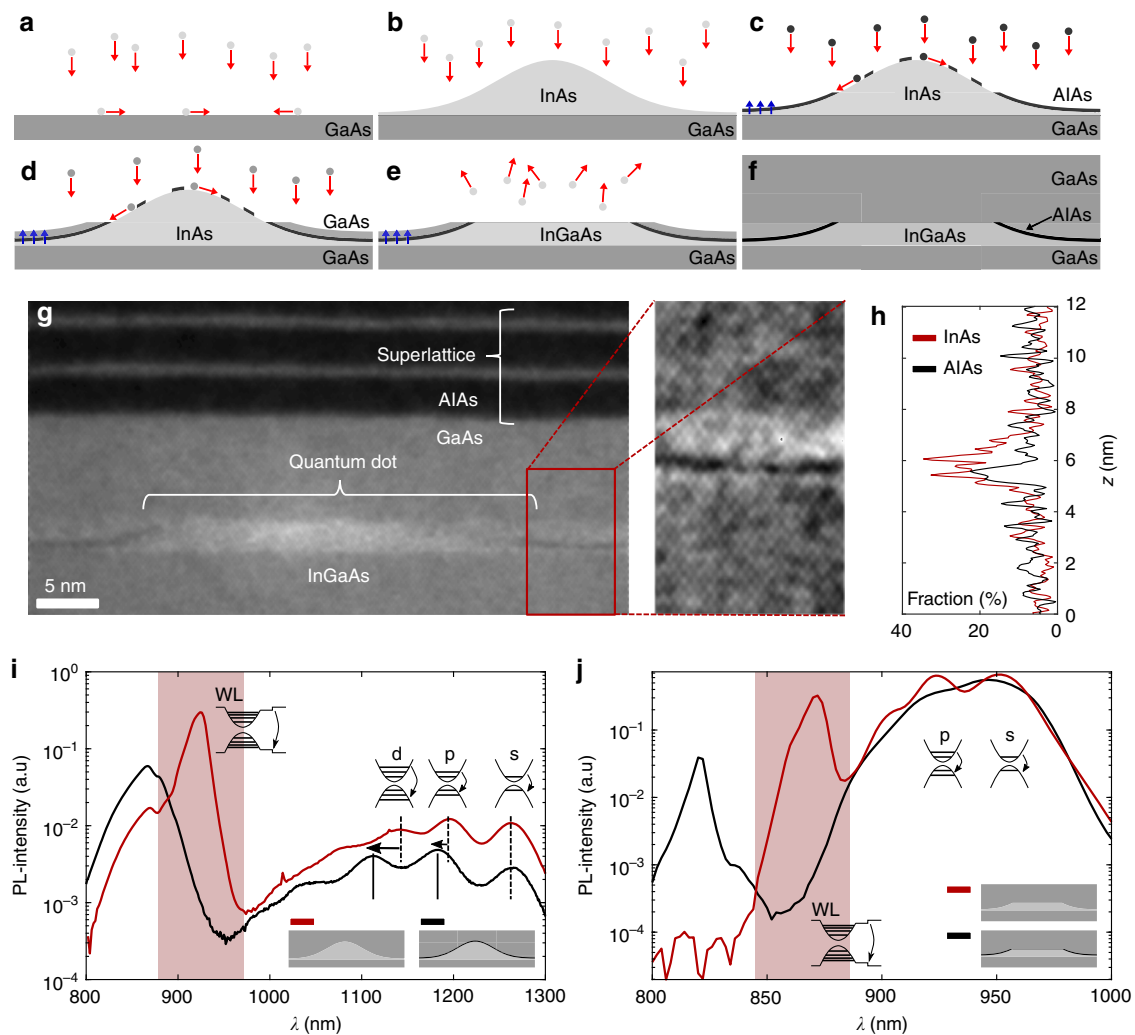 a
b
c
InAs
InAs
AlAs
GaAs
GaAs
GaAs
d
e
f
GaAs
GaAs
AlAs
InAs
InGaAs
InGaAs
GaAs
GaAs
GaAs
g
Superlattice
AlAs
GaAs
Quantum dot
InGaAs
5 nm
h
InAs
AlAs
12
10
8
6
4
2
0
z (nm)
Fraction (%)
40
20
0
i
WL
d
p
s
10⁰
10⁻¹
10⁻²
10⁻³
10⁻⁴
PL-intensity (a.u)
800
900
1000
1100
1200
1300
λ (nm)
j
p
s
WL
10⁻¹
10⁻²
10⁻³
10⁻⁴
PL-intensity (a.u)
800
850
900
950
1000
λ (nm)